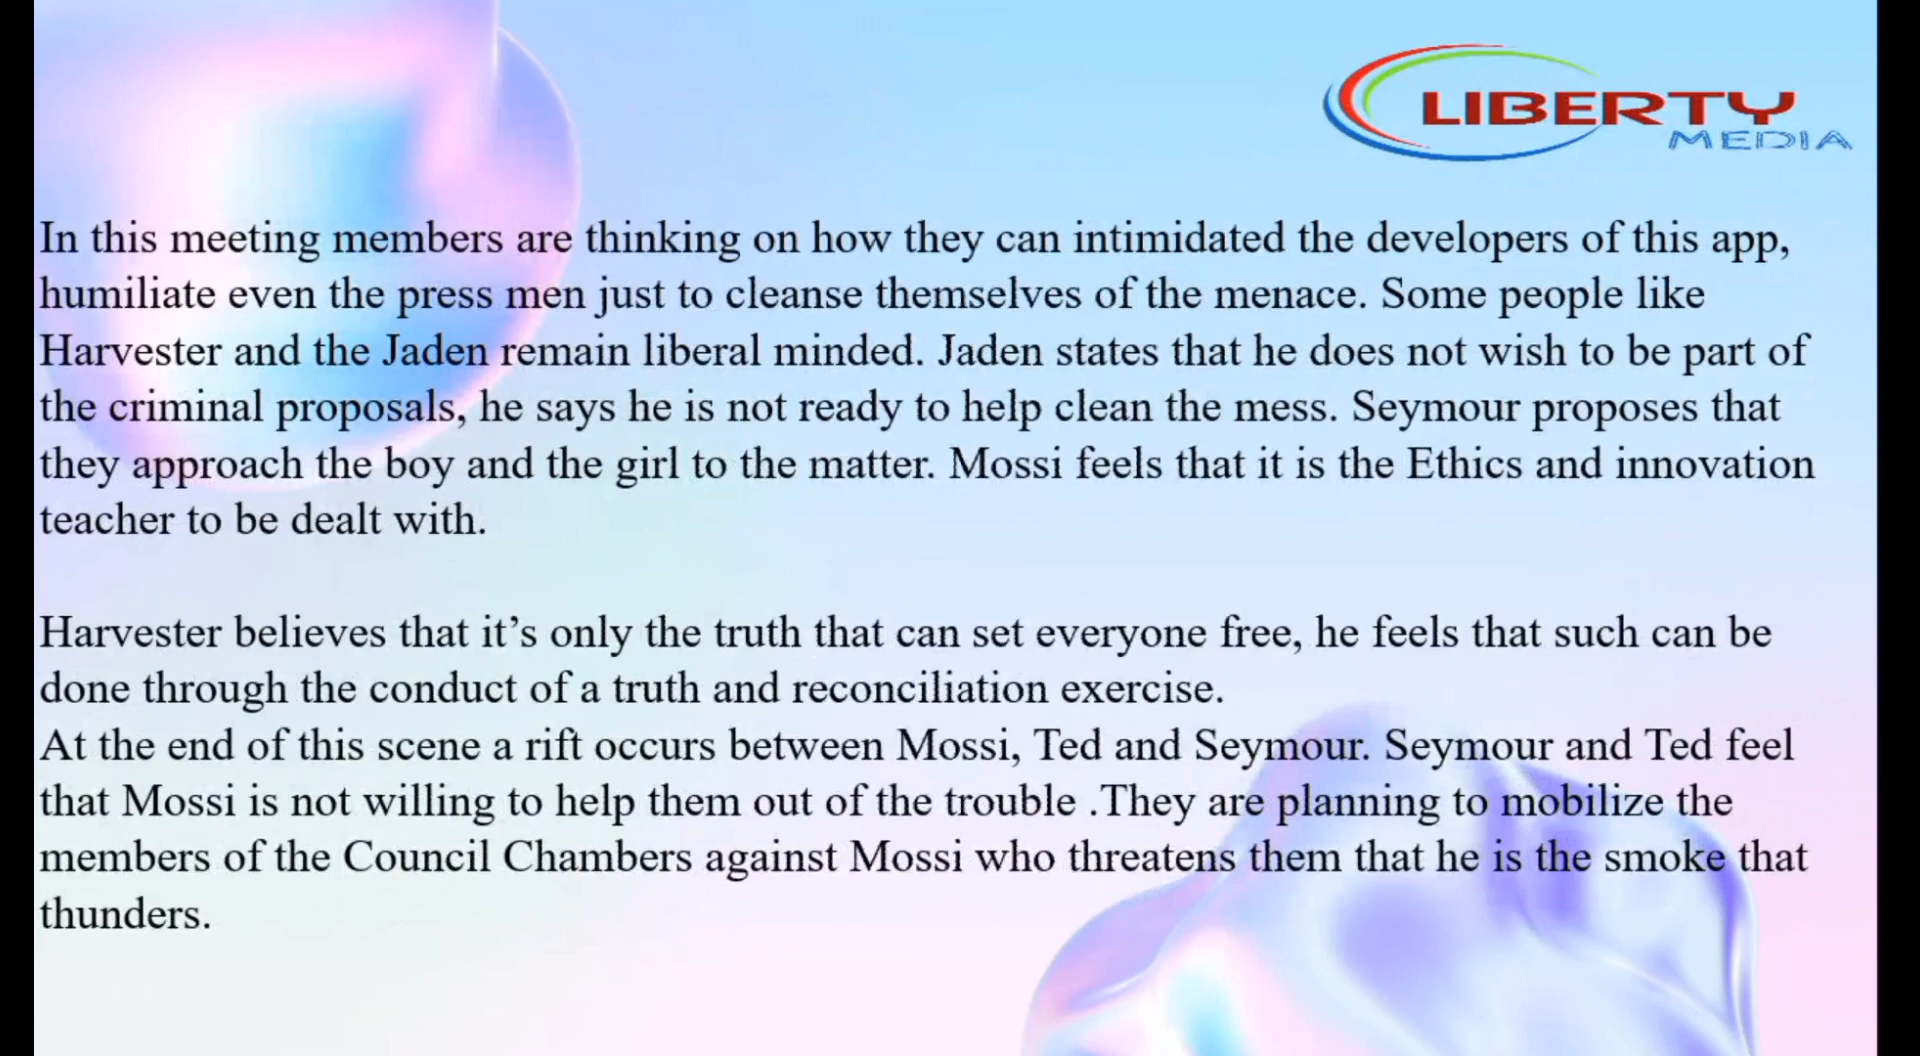 LIBERTY
MEDIA
In this meeting members are thinking on how they can intimidated the developers of this app,
humiliate even the press men just to cleanse themselves of the menace. Some people like
Harvester and the Jaden remain liberal minded. Jaden states that he does not wish to be part of
the criminal proposals, he says he is not ready to help clean the mess. Seymour proposes that
they approach the boy and the girl to the matter. Mossi feels that it is the Ethics and innovation
teacher to be dealt with.
Harvester believes that it’s only the truth that can set everyone free, he feels that such can be
done through the conduct of a truth and reconciliation exercise.
At the end of this scene a rift occurs between Mossi, Ted and Seymour. Seymour and Ted feel
that Mossi is not willing to help them out of the trouble .They are planning to mobilize the
members of the Council Chambers against Mossi who threatens them that he is the smoke that
thunders.